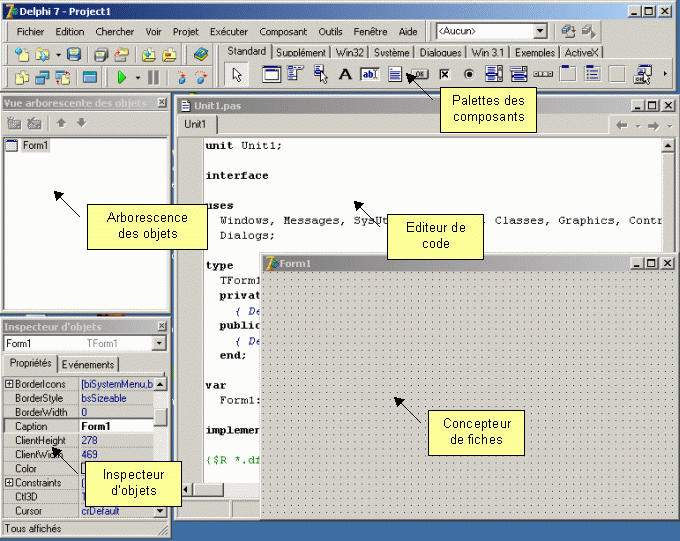 Delphi 7 - Project1
Fichier Edition Chercher Voir Projet Exécuter Composant Outils Fenêtre Aide
<Aucun>
Standard Supplément Win32 Système Dialogues Win 3.1 Exemples ActiveX
Palettes des
composants
Vue arborescente des objets
Form1
Arborescence
des objets
Unit1.pas
Unit1
unit Unit1;
interface
uses
Windows, Messages, SysUt Classes, Graphics, Contr
Dialogs;
Editeur de
code
type
TForm1
private
{ De
public
{ De
end;
var
Form1:
implemen
{$R *.df
Form1
Concepteur
de fiches
Inspecteur d'objets
Form1 TForm1
Propriétés Evénements
BorderIcons [biSystemMenu,b
BorderStyle bsSizeable
BorderWidth 0
Caption Form1
ClientHeight 278
ClientWidth 469
Color
Constraints
Ctl3D
Cursor crDefault
Inspecteur
d'objets
Tous affichés